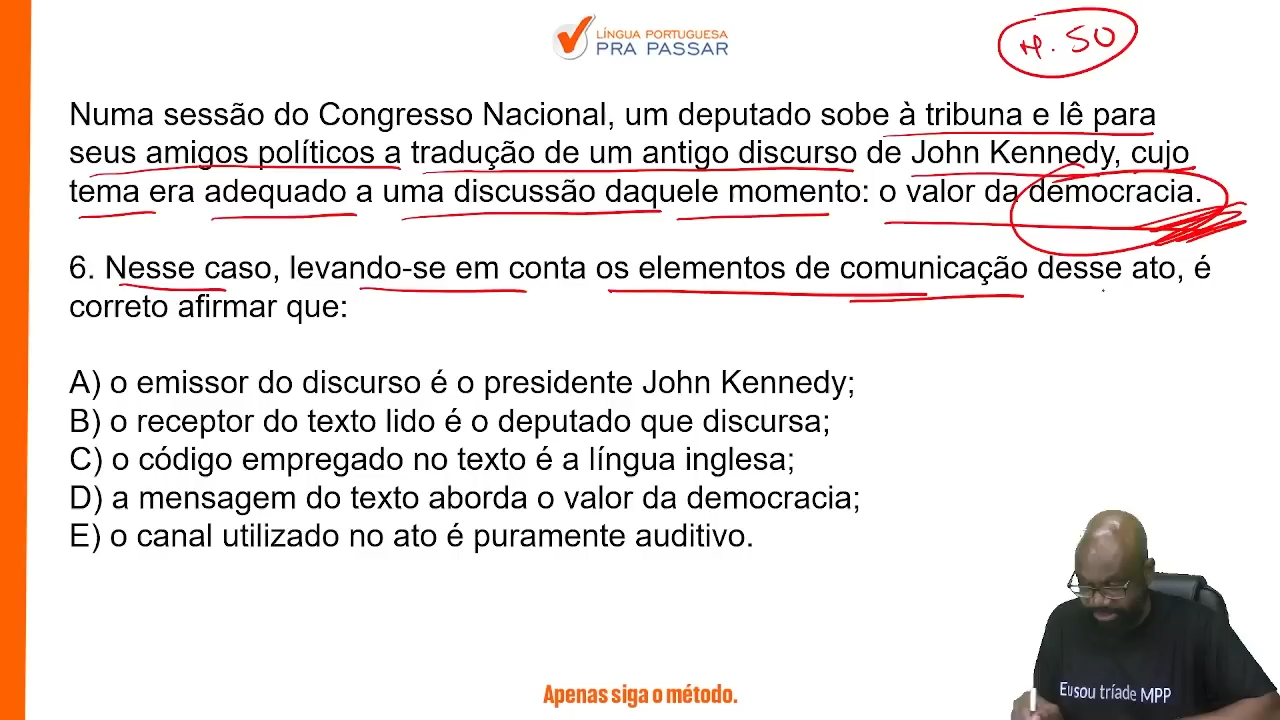 LÍNGUA PORTUGUESA
PRA PASSAR
Numa sessão do Congresso Nacional, um deputado sobe à tribuna e lê para
seus amigos políticos a tradução de um antigo discurso de John Kennedy, cujo
tema era adequado a uma discussão daquele momento: o valor da democracia.
6. Nesse caso, levando-se em conta os elementos de comunicação desse ato, é
correto afirmar que:
A) o emissor do discurso é o presidente John Kennedy;
B) o receptor do texto lido é o deputado que discursa;
C) o código empregado no texto é a língua inglesa;
D) a mensagem do texto aborda o valor da democracia;
E) o canal utilizado no ato é puramente auditivo.
Eusou tríade MPP
Apenas siga o método.